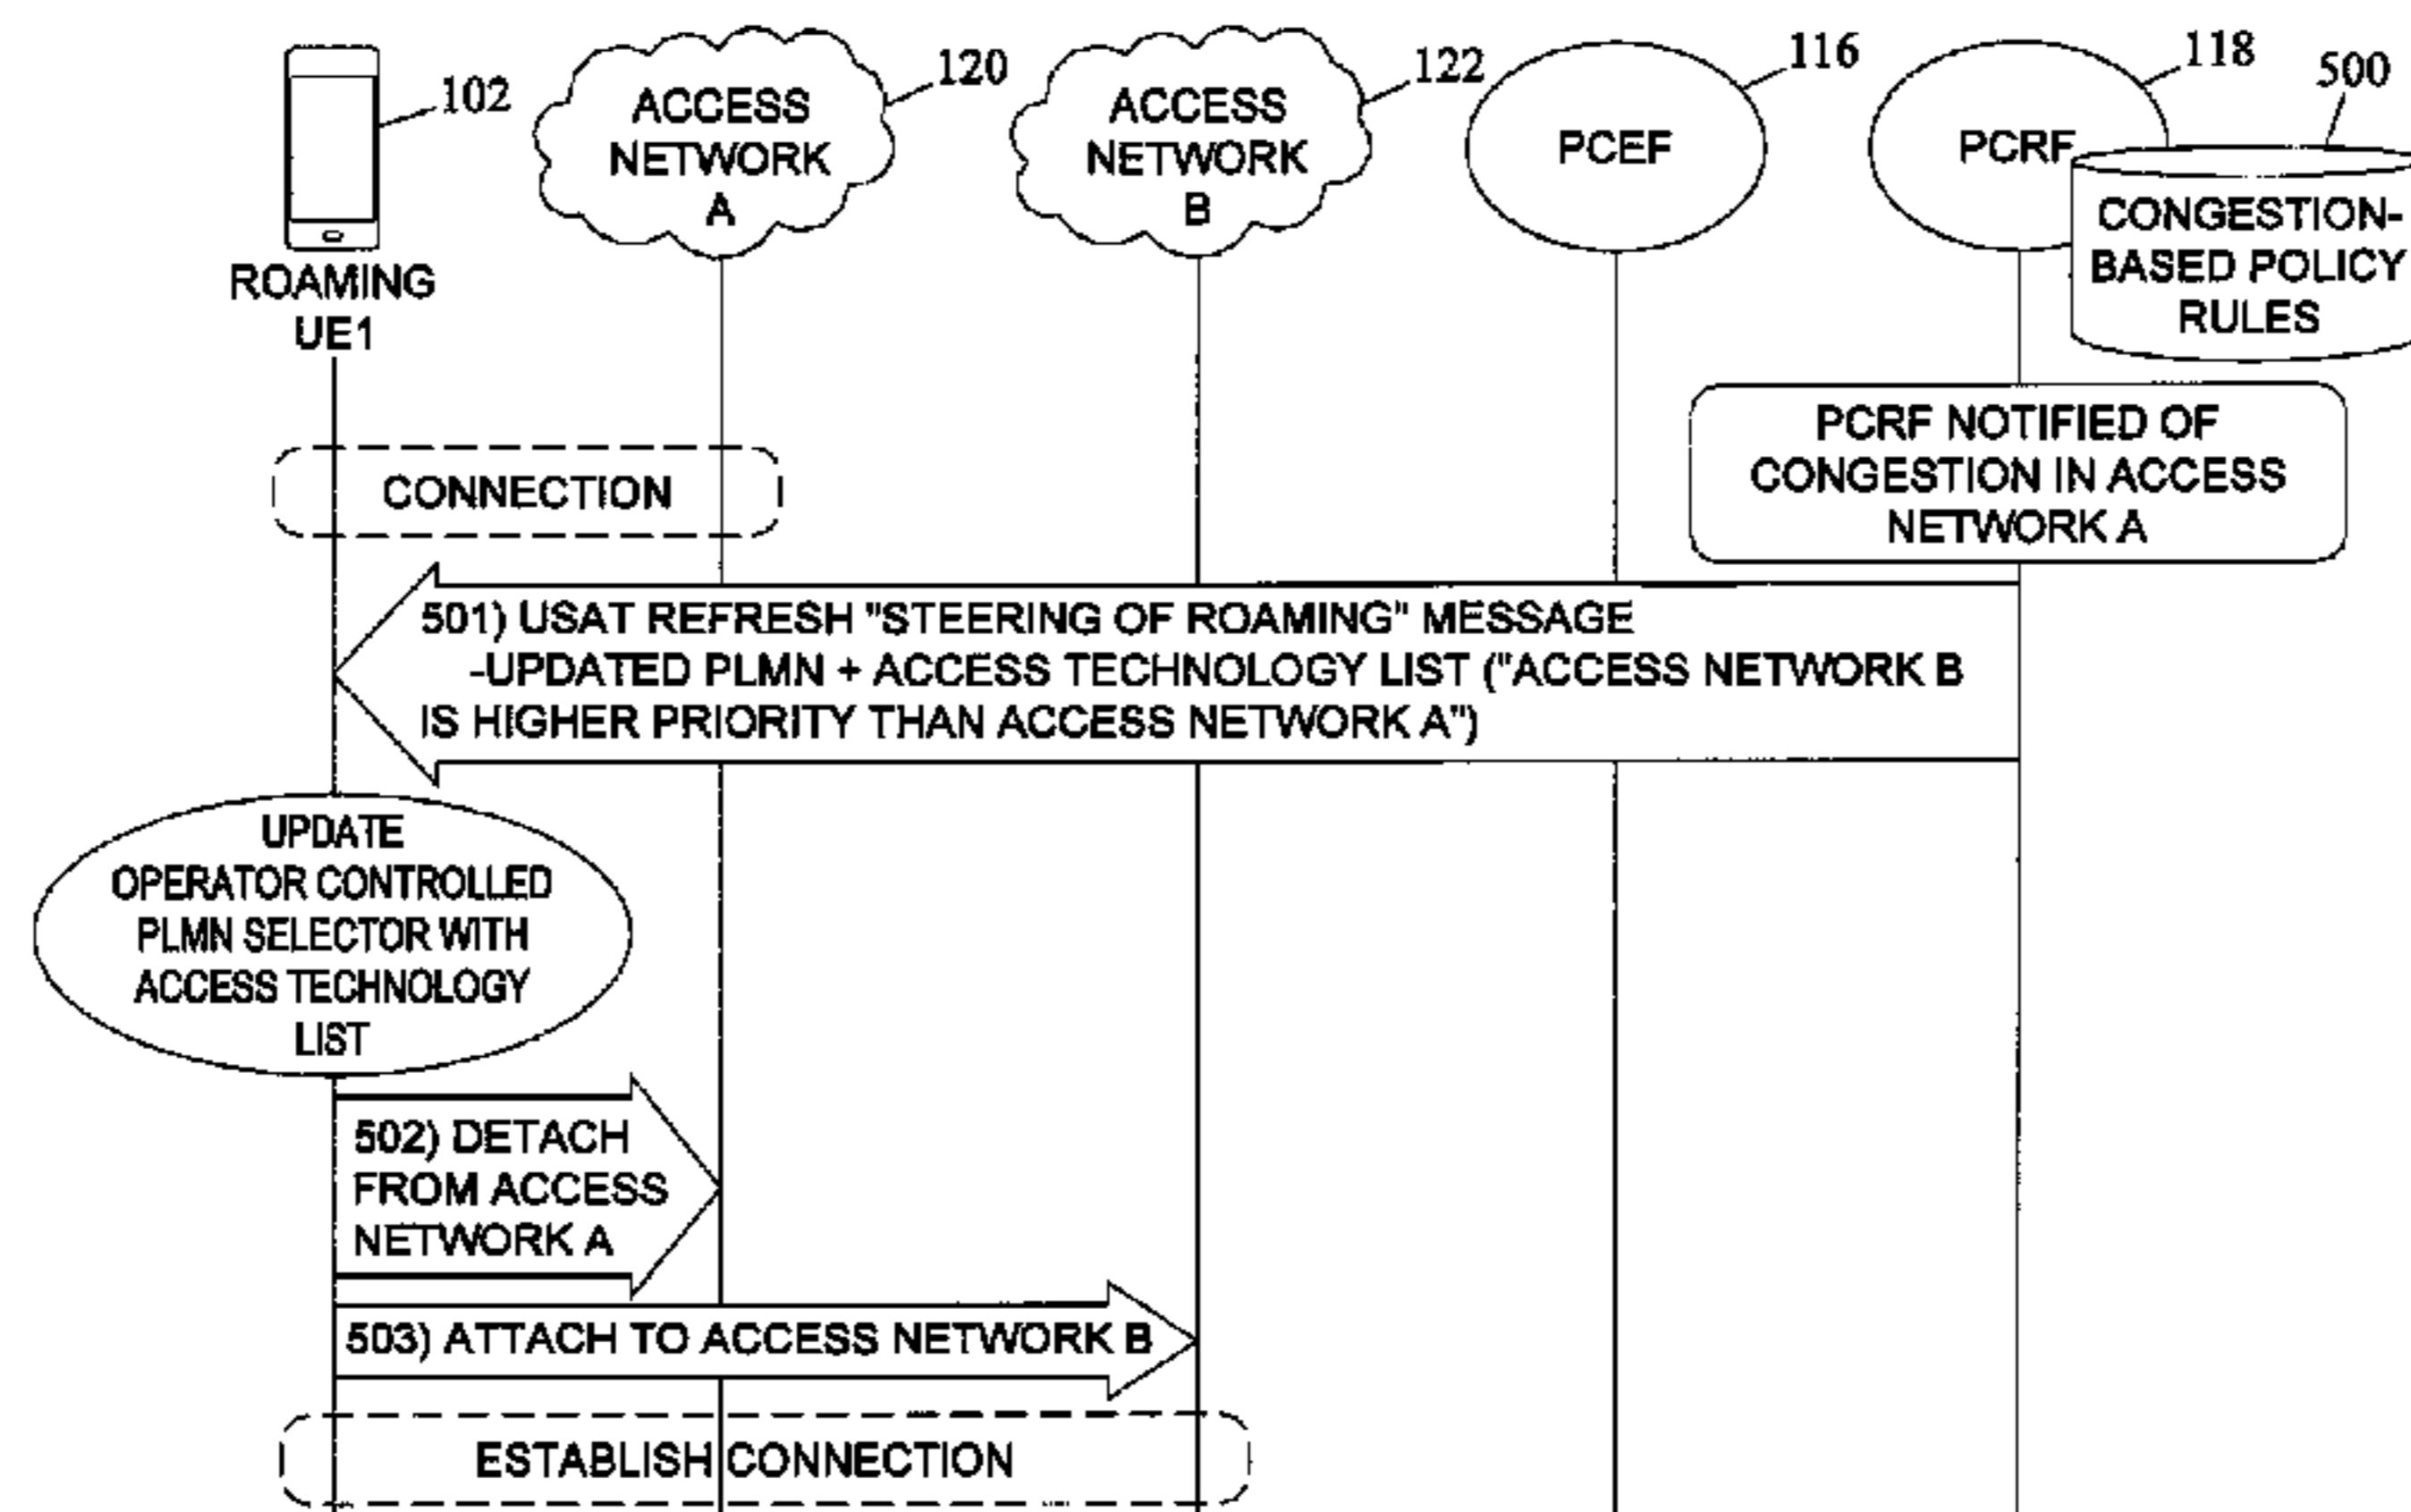 102
ROAMING
UE1
ACCESS
NETWORK
A
120
ACCESS
NETWORK
B
122
PCEF
116
PCRF
118
500
CONGESTION-
BASED POLICY
RULES
CONNECTION
PCRF NOTIFIED OF
CONGESTION IN ACCESS
NETWORK A
501) USAT REFRESH "STEERING OF ROAMING" MESSAGE
-UPDATED PLMN + ACCESS TECHNOLOGY LIST ("ACCESS NETWORK B
IS HIGHER PRIORITY THAN ACCESS NETWORK A")
UPDATE
OPERATOR CONTROLLED
PLMN SELECTOR WITH
ACCESS TECHNOLOGY
LIST
502) DETACH
FROM ACCESS
NETWORK A
503) ATTACH TO ACCESS NETWORK B
ESTABLISH CONNECTION